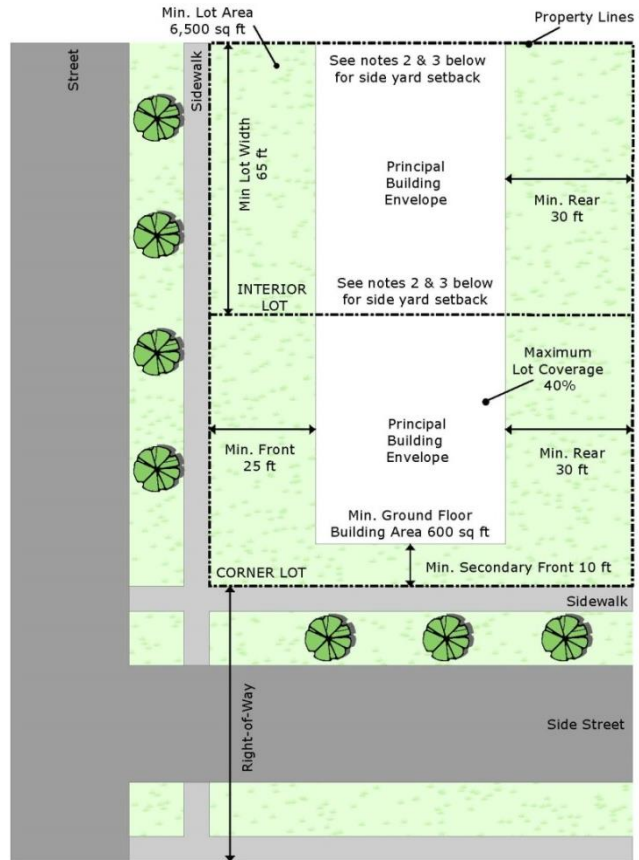 Min. Lot Area
6,500 sq ft
Property Lines
Street
Sidewalk
See notes 2 & 3 below
for side yard setback
Min Lot Width
65 ft
Principal
Building
Envelope
Min. Rear
30 ft
INTERIOR
LOT
See notes 2 & 3 below
for side yard setback
Maximum
Lot Coverage
40%
Min. Front
25 ft
Principal
Building
Envelope
Min. Rear
30 ft
Min. Ground Floor
Building Area 600 sq ft
CORNER LOT
Min. Secondary Front 10 ft
Sidewalk
Right-of-Way
Side Street